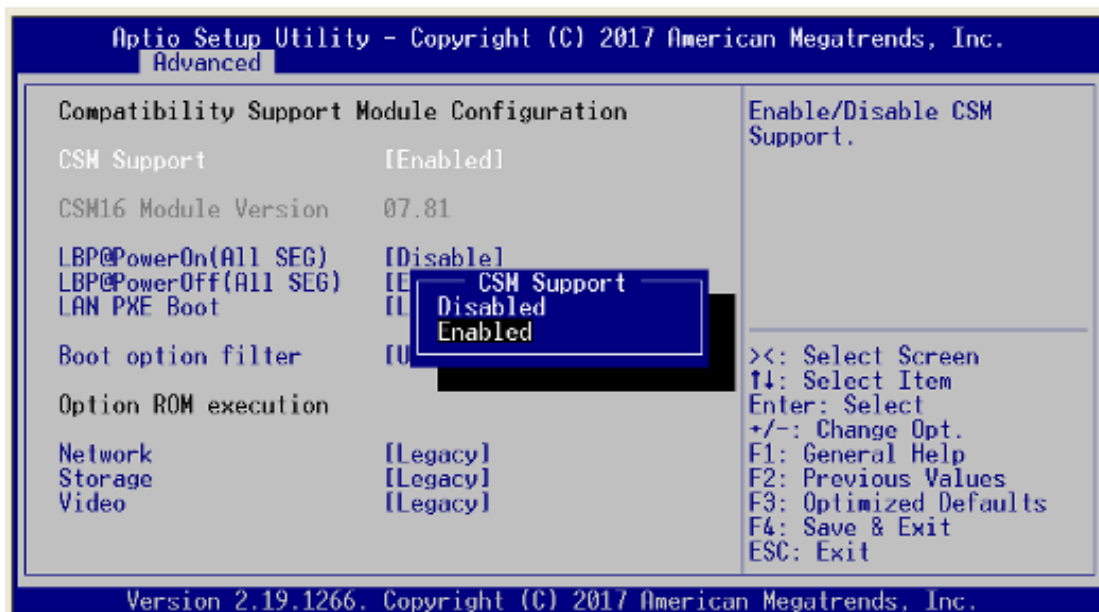 Aptio Setup Utility - Copyright (C) 2017 American Megatrends, Inc.
Advanced
Compatibility Support Module Configuration
CSM Support [Enabled]
CSM16 Module Version 07.81
LBP@PowerOn(All SEG) [Disable]
LBP@PowerOff(All SEG) [E
LAN PXE Boot [L
Boot option filter [U
Option ROM execution
Network [Legacy]
Storage [Legacy]
Video [Legacy]
CSM Support
Disabled
Enabled
Enable/Disable CSM
Support.
><: Select Screen
↑↓: Select Item
Enter: Select
+/-: Change Opt.
F1: General Help
F2: Previous Values
F3: Optimized Defaults
F4: Save & Exit
ESC: Exit
Version 2.19.1266. Copyright (C) 2017 American Megatrends, Inc.